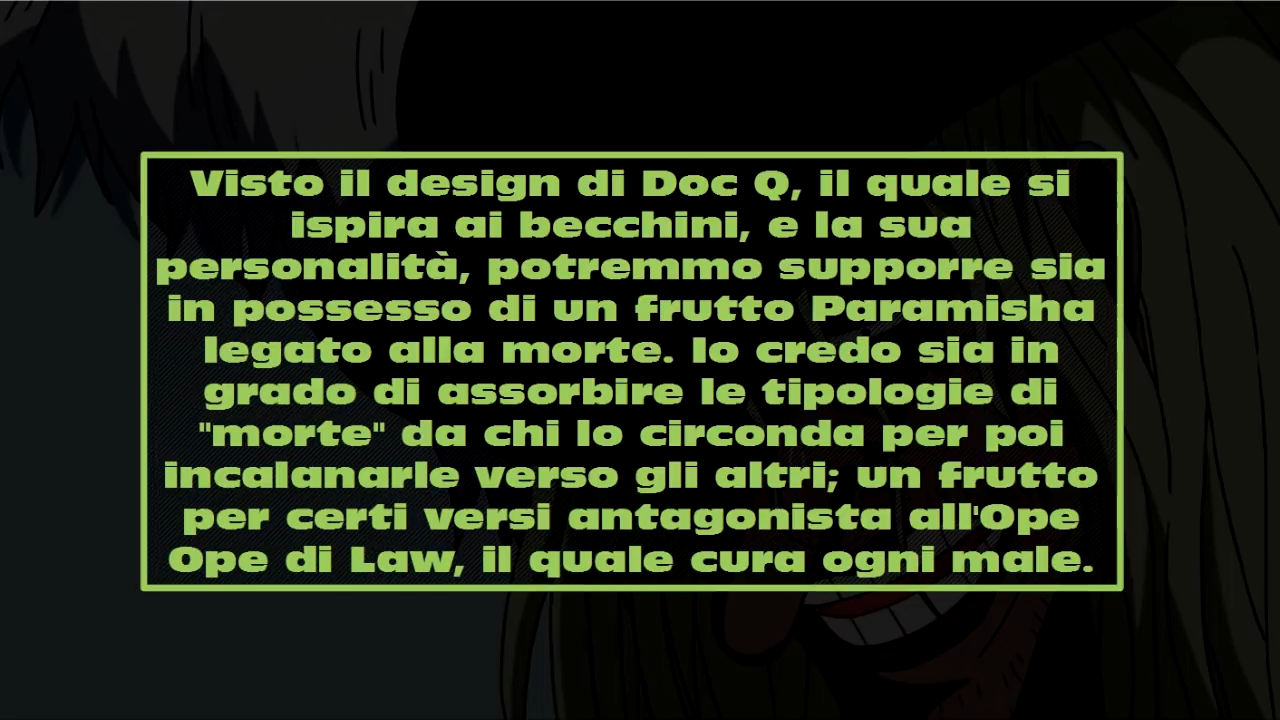 Visto il design di Doc Q, il quale si
ispira ai becchini, e la sua
personalità, potremmo supporre sia
in possesso di un frutto Paramisha
legato alla morte. Io credo sia in
grado di assorbire le tipologie di
"morte" da chi lo circonda per poi
incalanarle verso gli altri; un frutto
per certi versi antagonista all'Ope
Ope di Law, il quale cura ogni male.